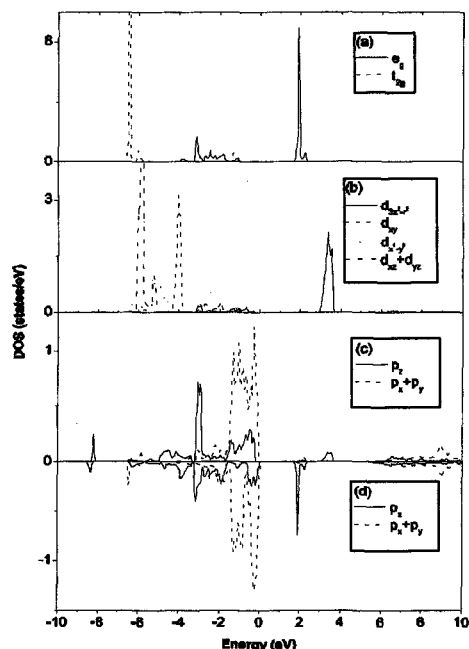 6
(a)
e_g
t_2g
0
3
(b)
d_3z²-r²
d_xy
d_x²-y²
d_xz+d_yz
0
DOS (states/eV)
1
(c)
p_z
p_x+p_y
0
(d)
p_x+p_y
-1
-10 -8 -6 -4 -2 0 2 4 6 8 10
Energy (eV)